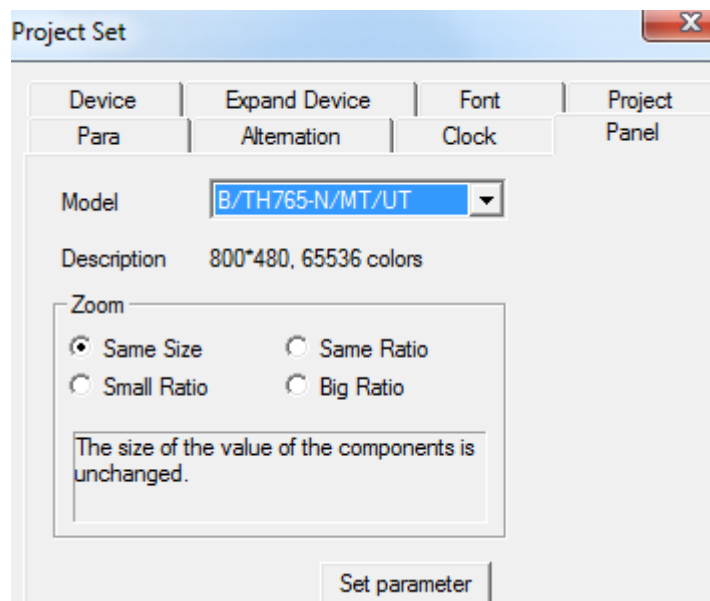 Project Set
X
Device Expand Device Font Project
Para Alternation Clock Panel
Model B/TH765-N/MT/UT
Description 800*480, 65536 colors
Zoom
Same Size Same Ratio
Small Ratio Big Ratio
The size of the value of the components is
unchanged.
Set parameter